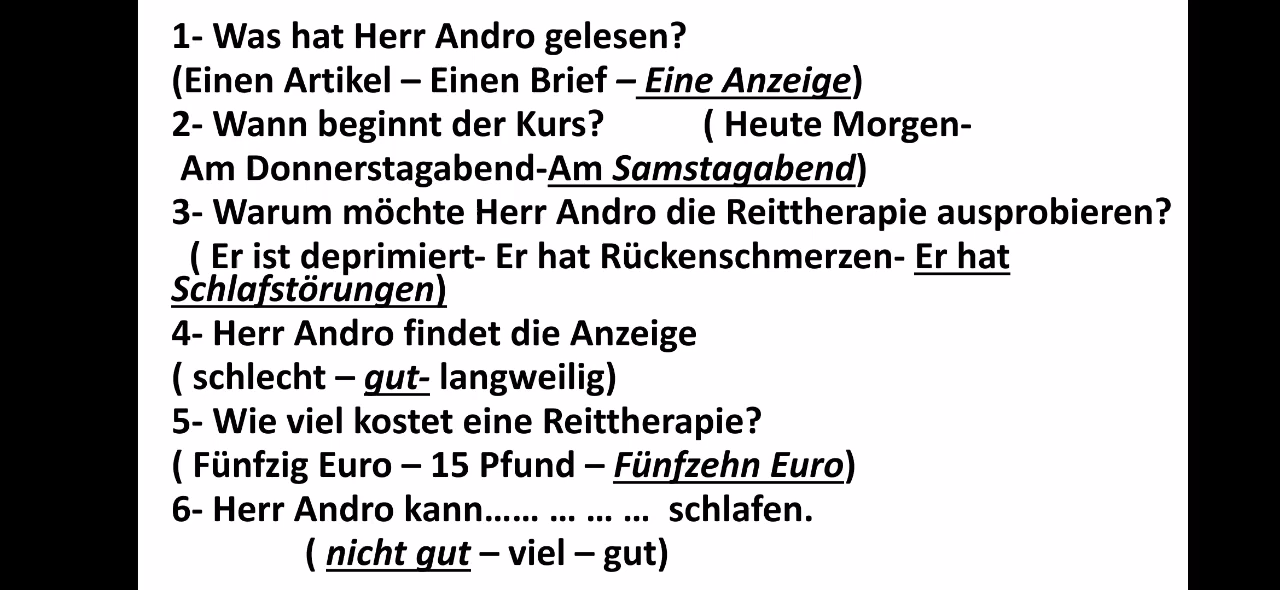 1- Was hat Herr Andro gelesen?
(Einen Artikel – Einen Brief – Eine Anzeige)
2- Wann beginnt der Kurs? ( Heute Morgen-
Am Donnerstagabend-Am Samstagabend)
3- Warum möchte Herr Andro die Reittherapie ausprobieren?
( Er ist deprimiert- Er hat Rückenschmerzen- Er hat
Schlafstörungen)
4- Herr Andro findet die Anzeige
( schlecht – gut- langweilig)
5- Wie viel kostet eine Reittherapie?
( Fünfzig Euro – 15 Pfund – Fünfzehn Euro)
6- Herr Andro kann…… … … … schlafen.
( nicht gut – viel – gut)